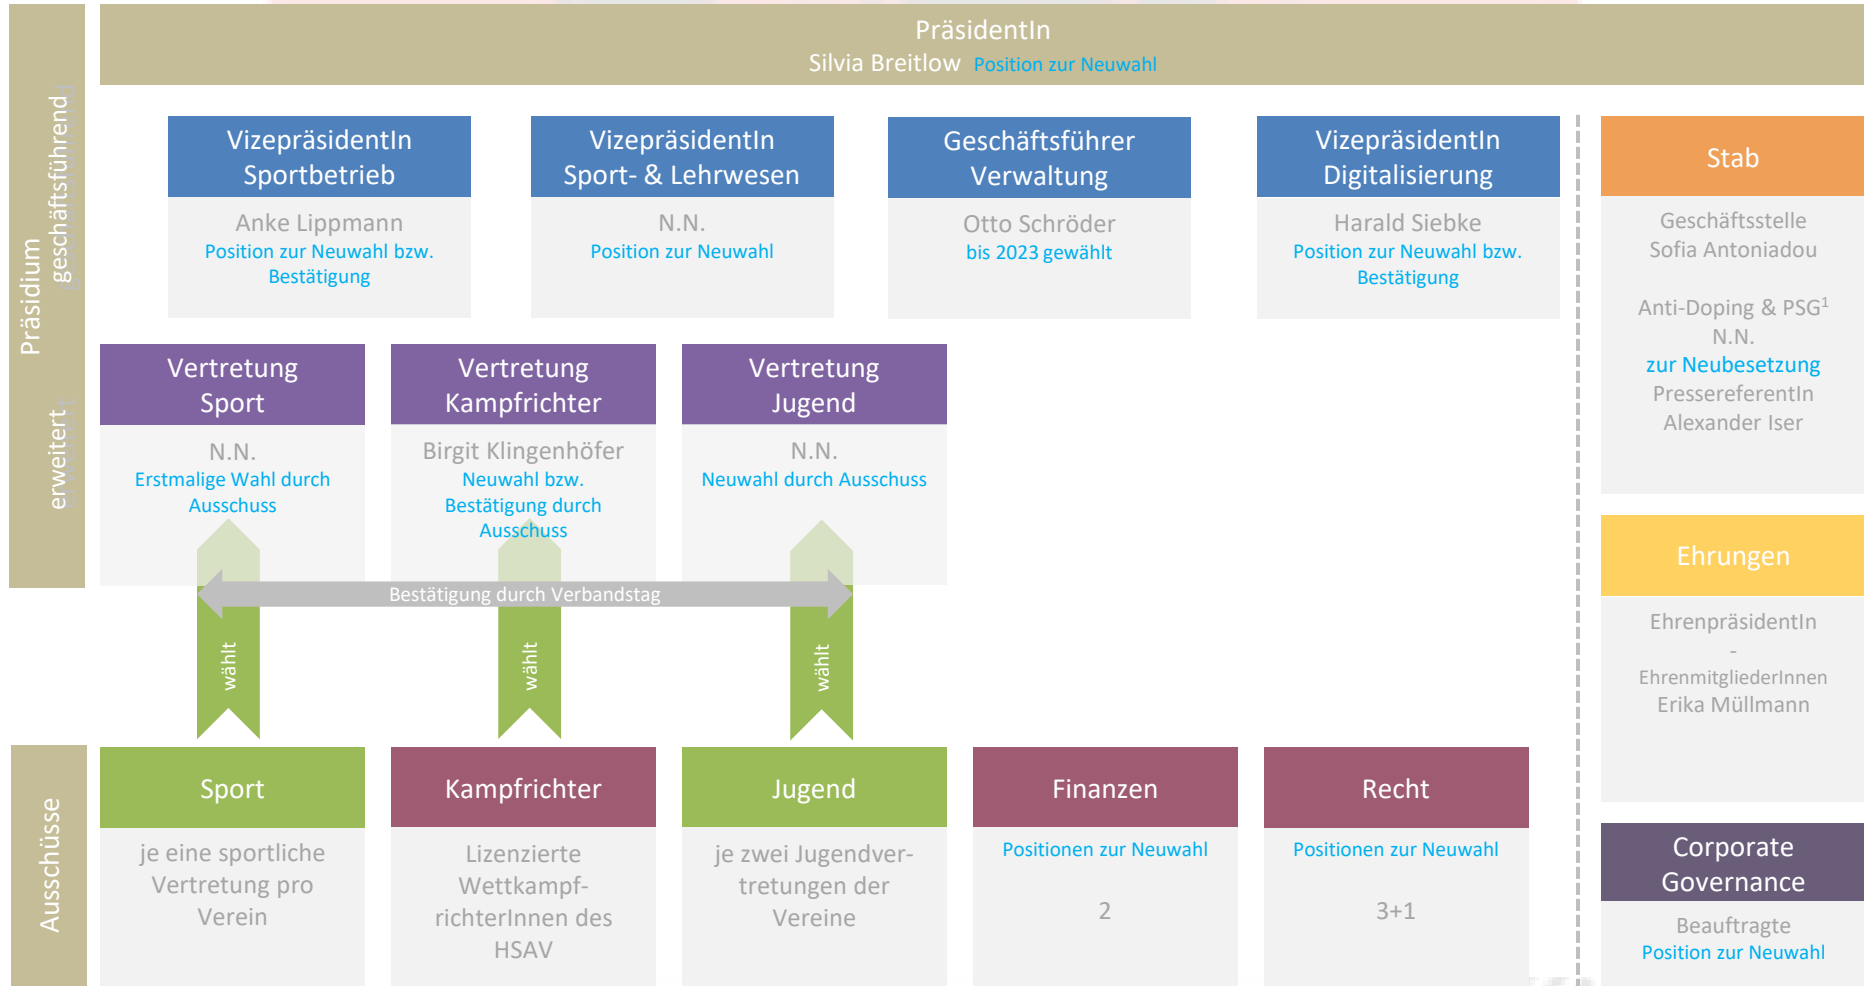 PräsidentIn
Silvia Breitlow Position zur Neuwahl
Präsidium
geschäftsführend
erweitert
VizepräsidentIn
Sportbetrieb
Anke Lippmann
Position zur Neuwahl bzw.
Bestätigung
VizepräsidentIn
Sport- & Lehrwesen
N.N.
Position zur Neuwahl
Geschäftsführer
Verwaltung
Otto Schröder
bis 2023 gewählt
VizepräsidentIn
Digitalisierung
Harald Siebke
Position zur Neuwahl bzw.
Bestätigung
Vertretung
Sport
N.N.
Erstmalige Wahl durch
Ausschuss
Vertretung
Kampfrichter
Birgit Klingenhöfer
Neuwahl bzw.
Bestätigung durch
Ausschuss
Vertretung
Jugend
N.N.
Neuwahl durch Ausschuss
Bestätigung durch Verbandstag
wählt
wählt
wählt
Ausschüsse
Sport
je eine sportliche
Vertretung pro
Verein
Kampfrichter
Lizenzierte
Wettkampf-
richterInnen des
HSAV
Jugend
je zwei Jugendver-
tretungen der
Vereine
Finanzen
Positionen zur Neuwahl
2
Recht
Positionen zur Neuwahl
3+1
Stab
Geschäftsstelle
Sofia Antoniadou
Anti-Doping & PSG¹
N.N.
zur Neubesetzung
PressereferentIn
Alexander Iser
Ehrungen
EhrenpräsidentIn
-
EhrenmitgliederInnen
Erika Müllmann
Corporate
Governance
Beauftragte
Position zur Neuwahl